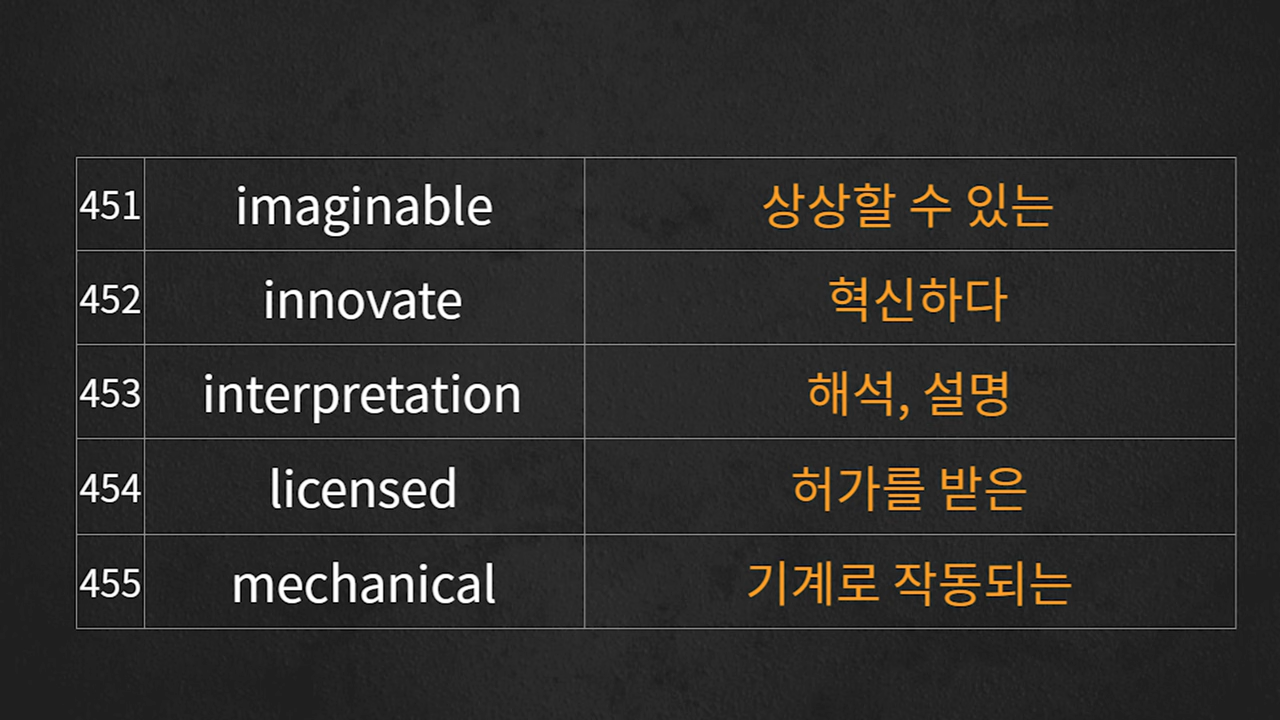 451 imaginable 상상할 수 있는
452 innovate 혁신하다
453 interpretation 해석, 설명
454 licensed 허가를 받은
455 mechanical 기계로 작동되는